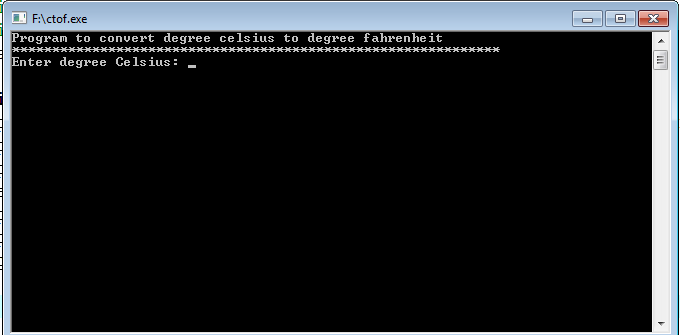 F:\ctof.exe
Program to convert degree celsius to degree fahrenheit
*************************************************************
Enter degree Celsius: _